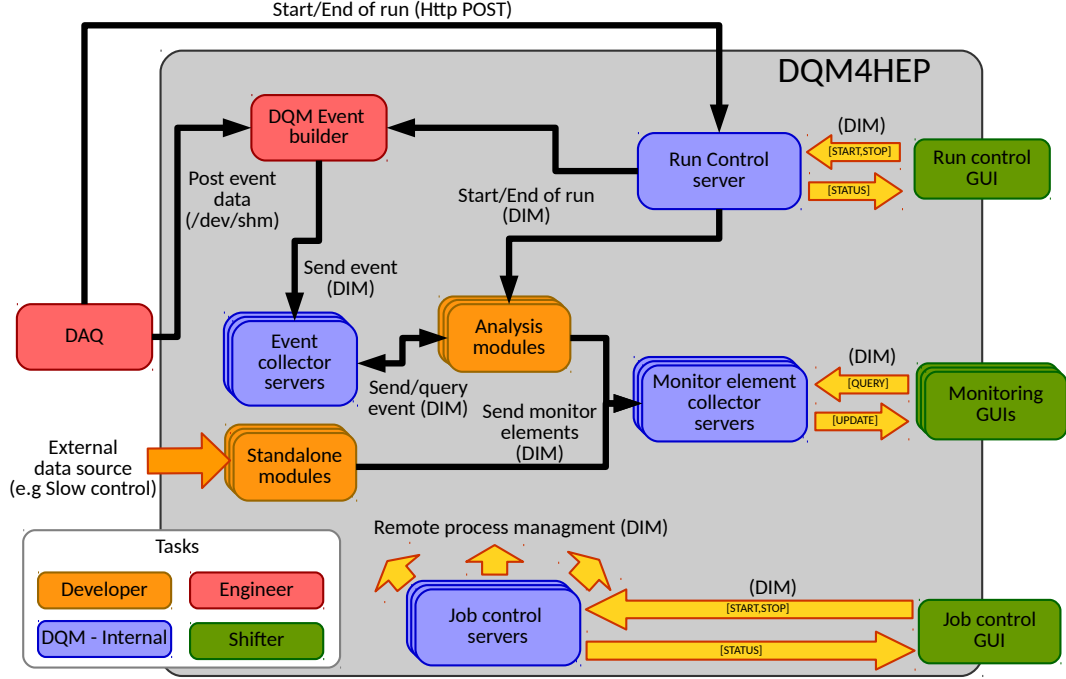 Start/End of run (Http POST)
DQM4HEP
DQM Event
builder
(DIM)
Run Control
server
[START,STOP]
[STATUS]
Run control
GUI
Post event
data
(/dev/shm)
Start/End of run
(DIM)
Send event
(DIM)
DAQ
Event
collector
servers
Analysis
modules
Send/query
event (DIM)
Monitor element
collector
servers
(DIM)
[QUERY]
[UPDATE]
Monitoring
GUIs
Send monitor
elements
(DIM)
External
data source
(e.g Slow control)
Standalone
modules
Remote process managment (DIM)
Tasks
Developer
Engineer
DQM - Internal
Shifter
Job control
servers
(DIM)
[START,STOP]
[STATUS]
Job control
GUI